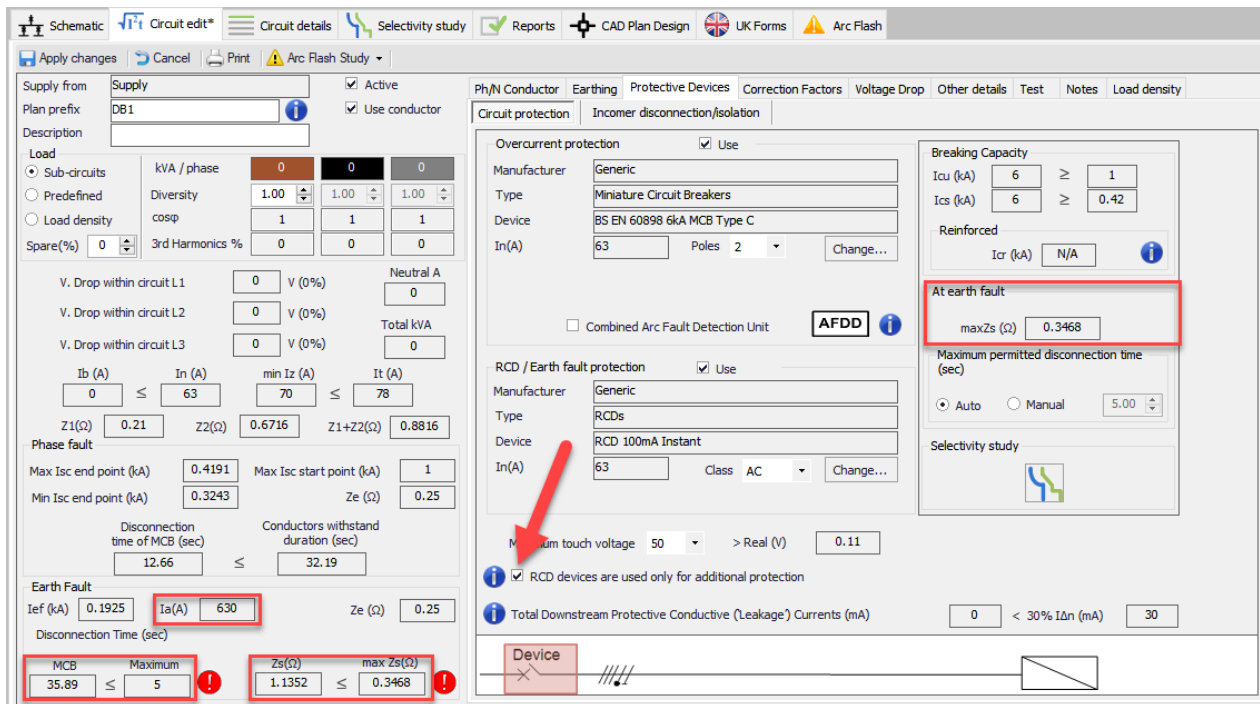 Schematic √I²t Circuit edit* Circuit details Selectivity study Reports CAD Plan Design UK Forms Arc Flash
Apply changes Cancel Print Arc Flash Study
Supply from Supply Active
Plan prefix DB1 Use conductor
Description
Load
Sub-circuits kVA / phase 0 0 0
Predefined Diversity 1.00 1.00 1.00
Load density cosφ 1 1 1
Spare(%) 0 3rd Harmonics % 0 0 0
V. Drop within circuit L1 0 V (0%) Neutral A
0
V. Drop within circuit L2 0 V (0%)
Total kVA
V. Drop within circuit L3 0 V (0%) 0
Ib (A) In (A) min Iz (A) It (A)
0 ≤ 63 70 ≤ 78
Z1(Ω) 0.21 Z2(Ω) 0.6716 Z1+Z2(Ω) 0.8816
Phase fault
Max Isc end point (kA) 0.4191 Max Isc start point (kA) 1
Min Isc end point (kA) 0.3243 Ze (Ω) 0.25
Disconnection time of MCB (sec) Conductors withstand duration (sec)
12.66 ≤ 32.19
Earth Fault
Ief (kA) 0.1925 Ia(A) 630 Ze (Ω) 0.25
Disconnection Time (sec)
MCB Maximum Zs(Ω) max Zs(Ω)
35.89 ≤ 5 1.1352 ≤ 0.3468
Ph/N Conductor Earthing Protective Devices Correction Factors Voltage Drop Other details Test Notes Load density
Circuit protection Incomer disconnection/isolation
Overcurrent protection Use
Manufacturer Generic
Type Miniature Circuit Breakers
Device BS EN 60898 6kA MCB Type C
In(A) 63 Poles 2 Change...
Combined Arc Fault Detection Unit AFDD
RCD / Earth fault protection Use
Manufacturer Generic
Type RCDs
Device RCD 100mA Instant
In(A) 63 Class AC Change...
touch voltage 50 > Real (V) 0.11
RCD devices are used only for additional protection
Total Downstream Protective Conductive ('Leakage') Currents (mA) 0 < 30% IΔn (mA) 30
Device
Breaking Capacity
Icu (kA) 6 ≥ 1
Ics (kA) 6 ≥ 0.42
Reinforced
Icr (kA) N/A
At earth fault
maxZs (Ω) 0.3468
Maximum permitted disconnection time
(sec)
Auto Manual 5.00
Selectivity study